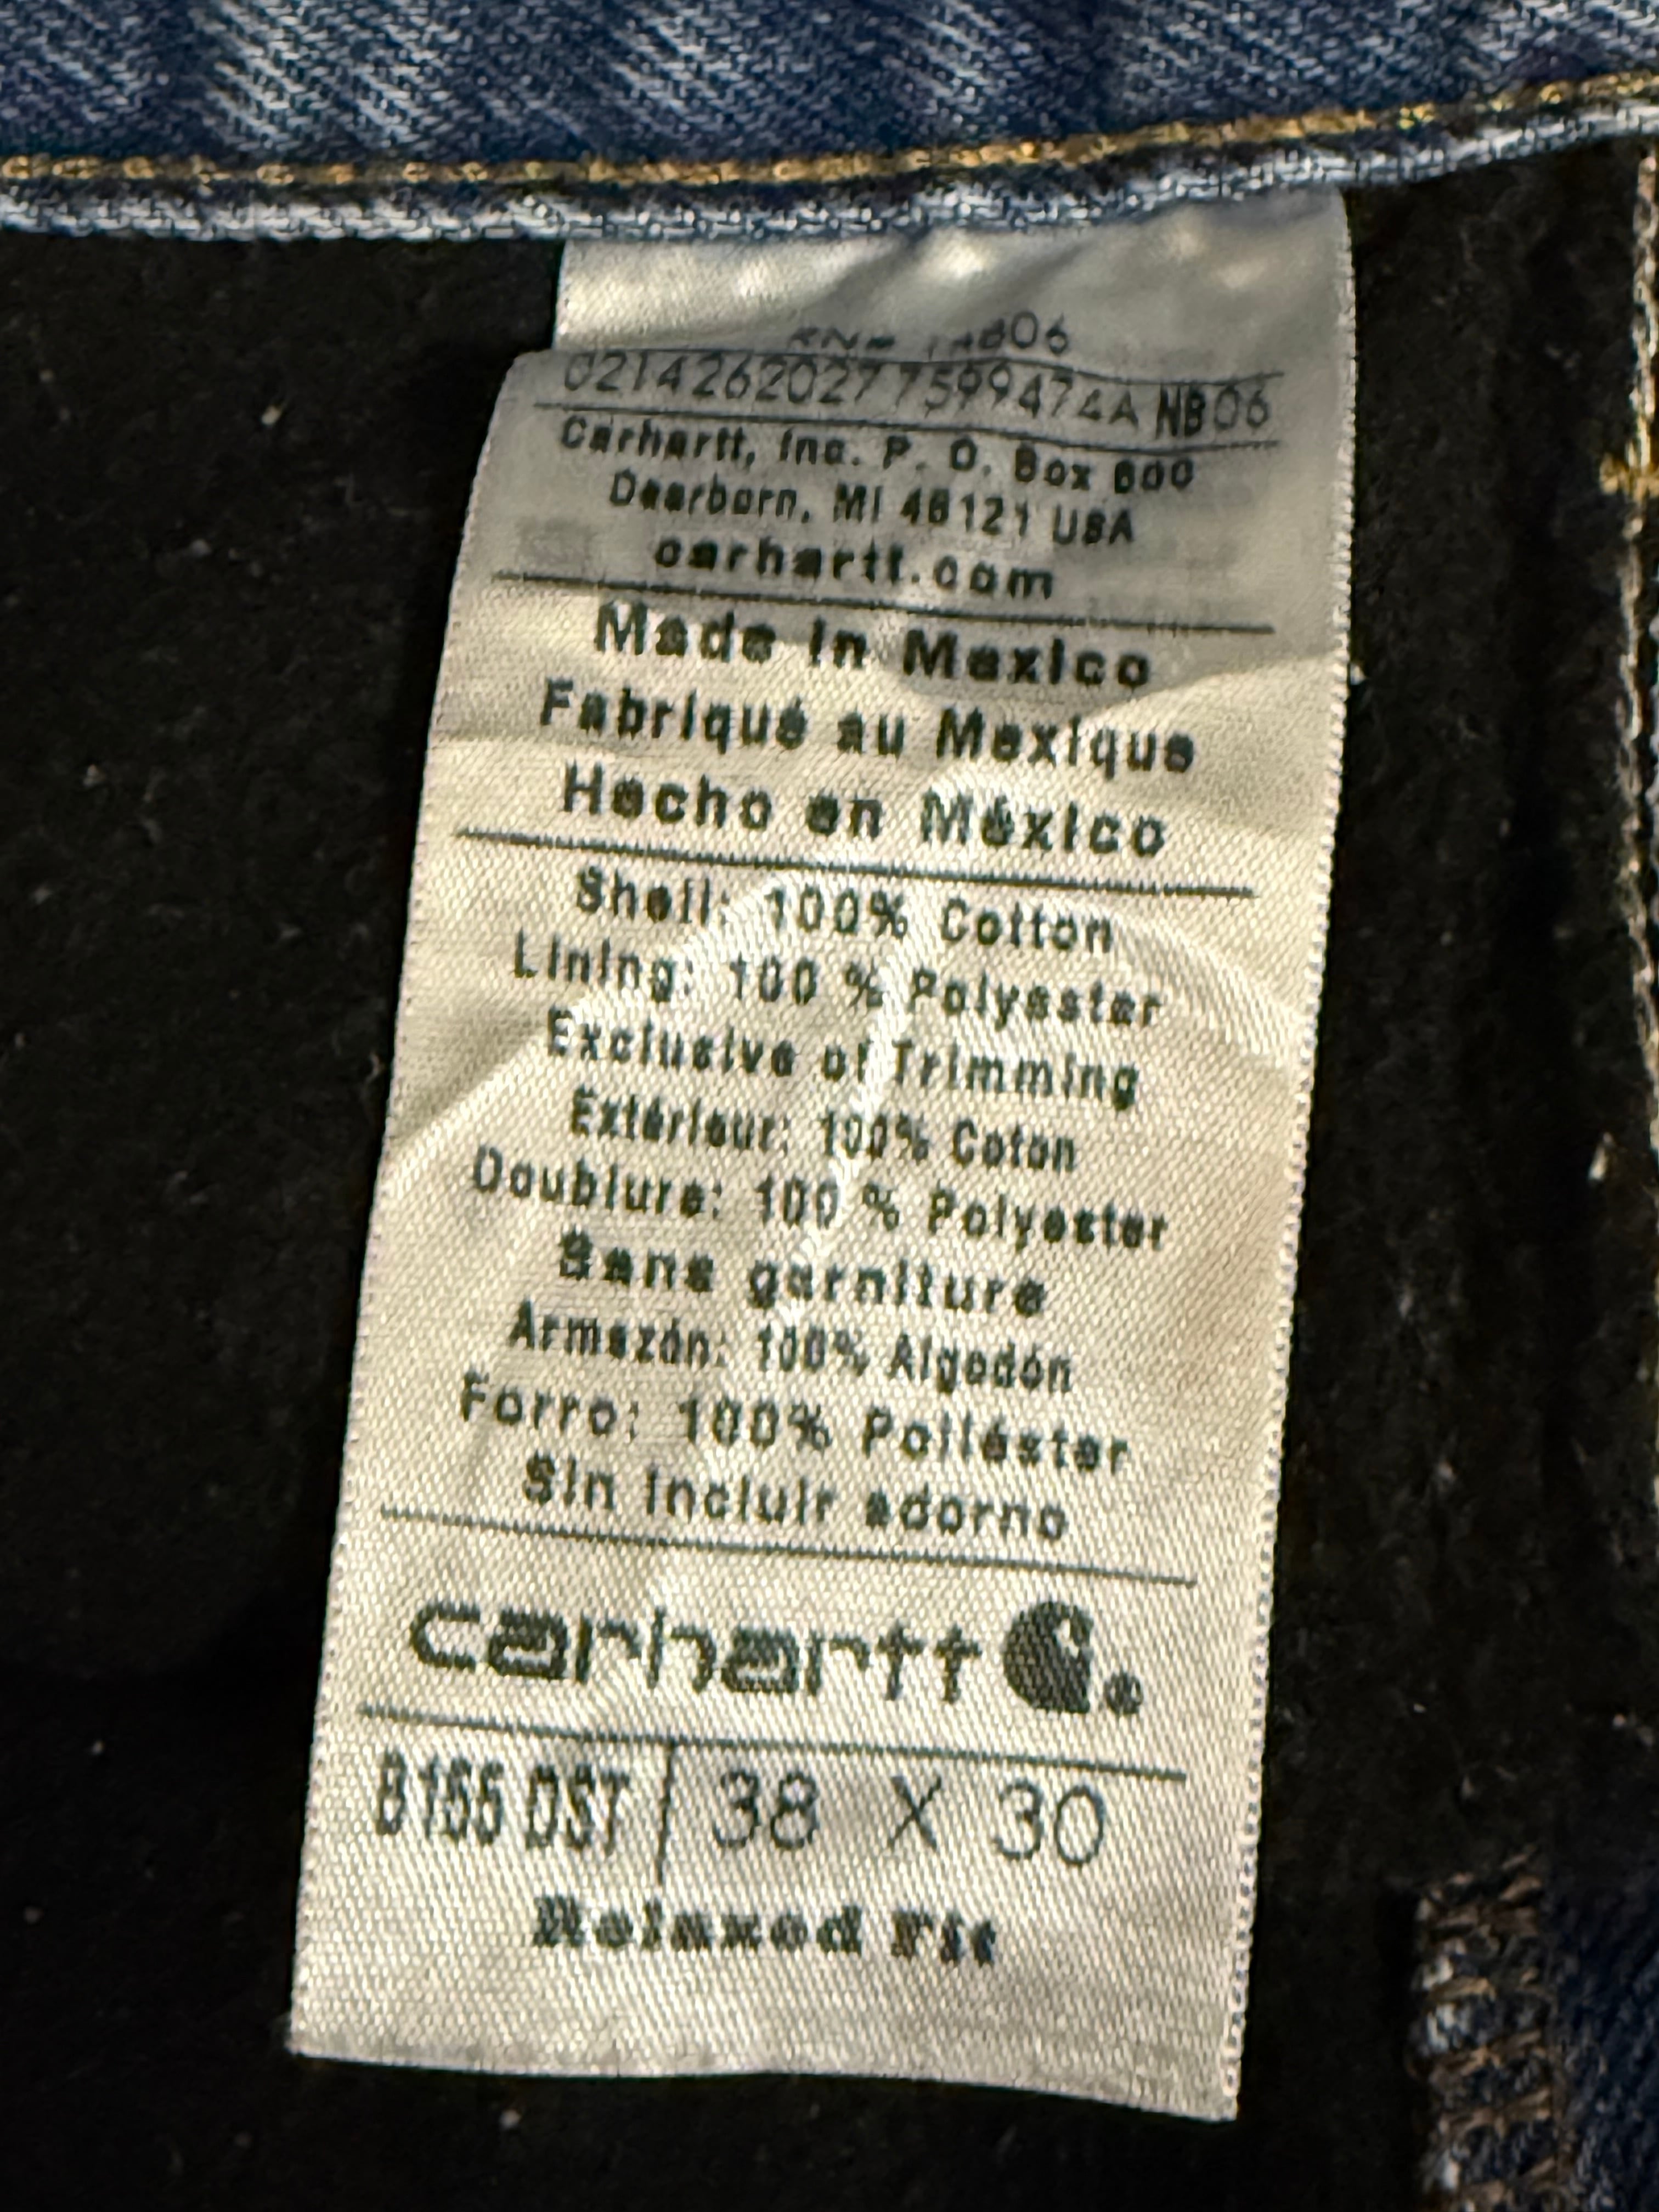 02142620277599474A NB06
Carhartt, Inc. P. O. Box 600
Dearborn, MI 48121 USA
carhartt.com
Made in Mexico
Fabriqué au Mexique
Hecho en México
Shell: 100% Cotton
Lining: 100 % Polyester
Exclusive of Trimming
Extérieur: 100% Coton
Doublure: 100 % Polyester
Sans garniture
Armazón: 100% Algodón
Forro: 100% Poliéster
Sin incluir adorno
carhartt ®
B155 DST 38 X 30
Relaxed Fit